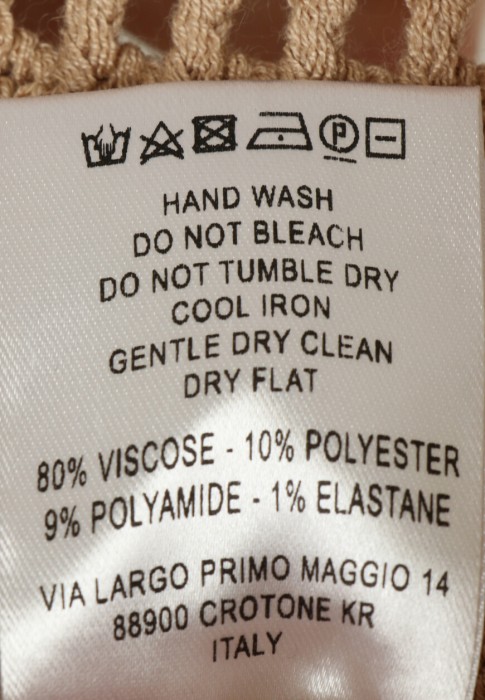 P
HAND WASH
DO NOT BLEACH
DO NOT TUMBLE DRY
COOL IRON
GENTLE DRY CLEAN
DRY FLAT
80% VISCOSE - 10% POLYESTER
9% POLYAMIDE - 1% ELASTANE
VIA LARGO PRIMO MAGGIO 14
88900 CROTONE KR
ITALY